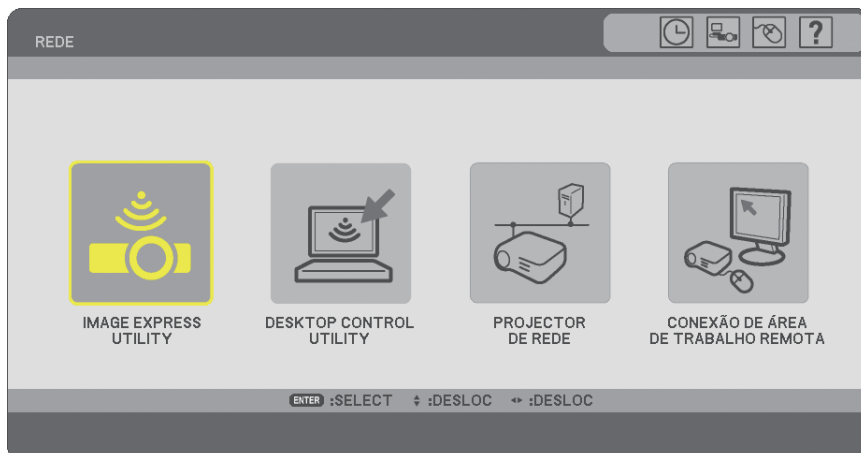 REDE
?
IMAGE EXPRESS
UTILITY
DESKTOP CONTROL
UTILITY
PROJECTOR
DE REDE
CONEXÃO DE ÁREA
DE TRABALHO REMOTA
ENTER :SELECT :DESLOC :DESLOC